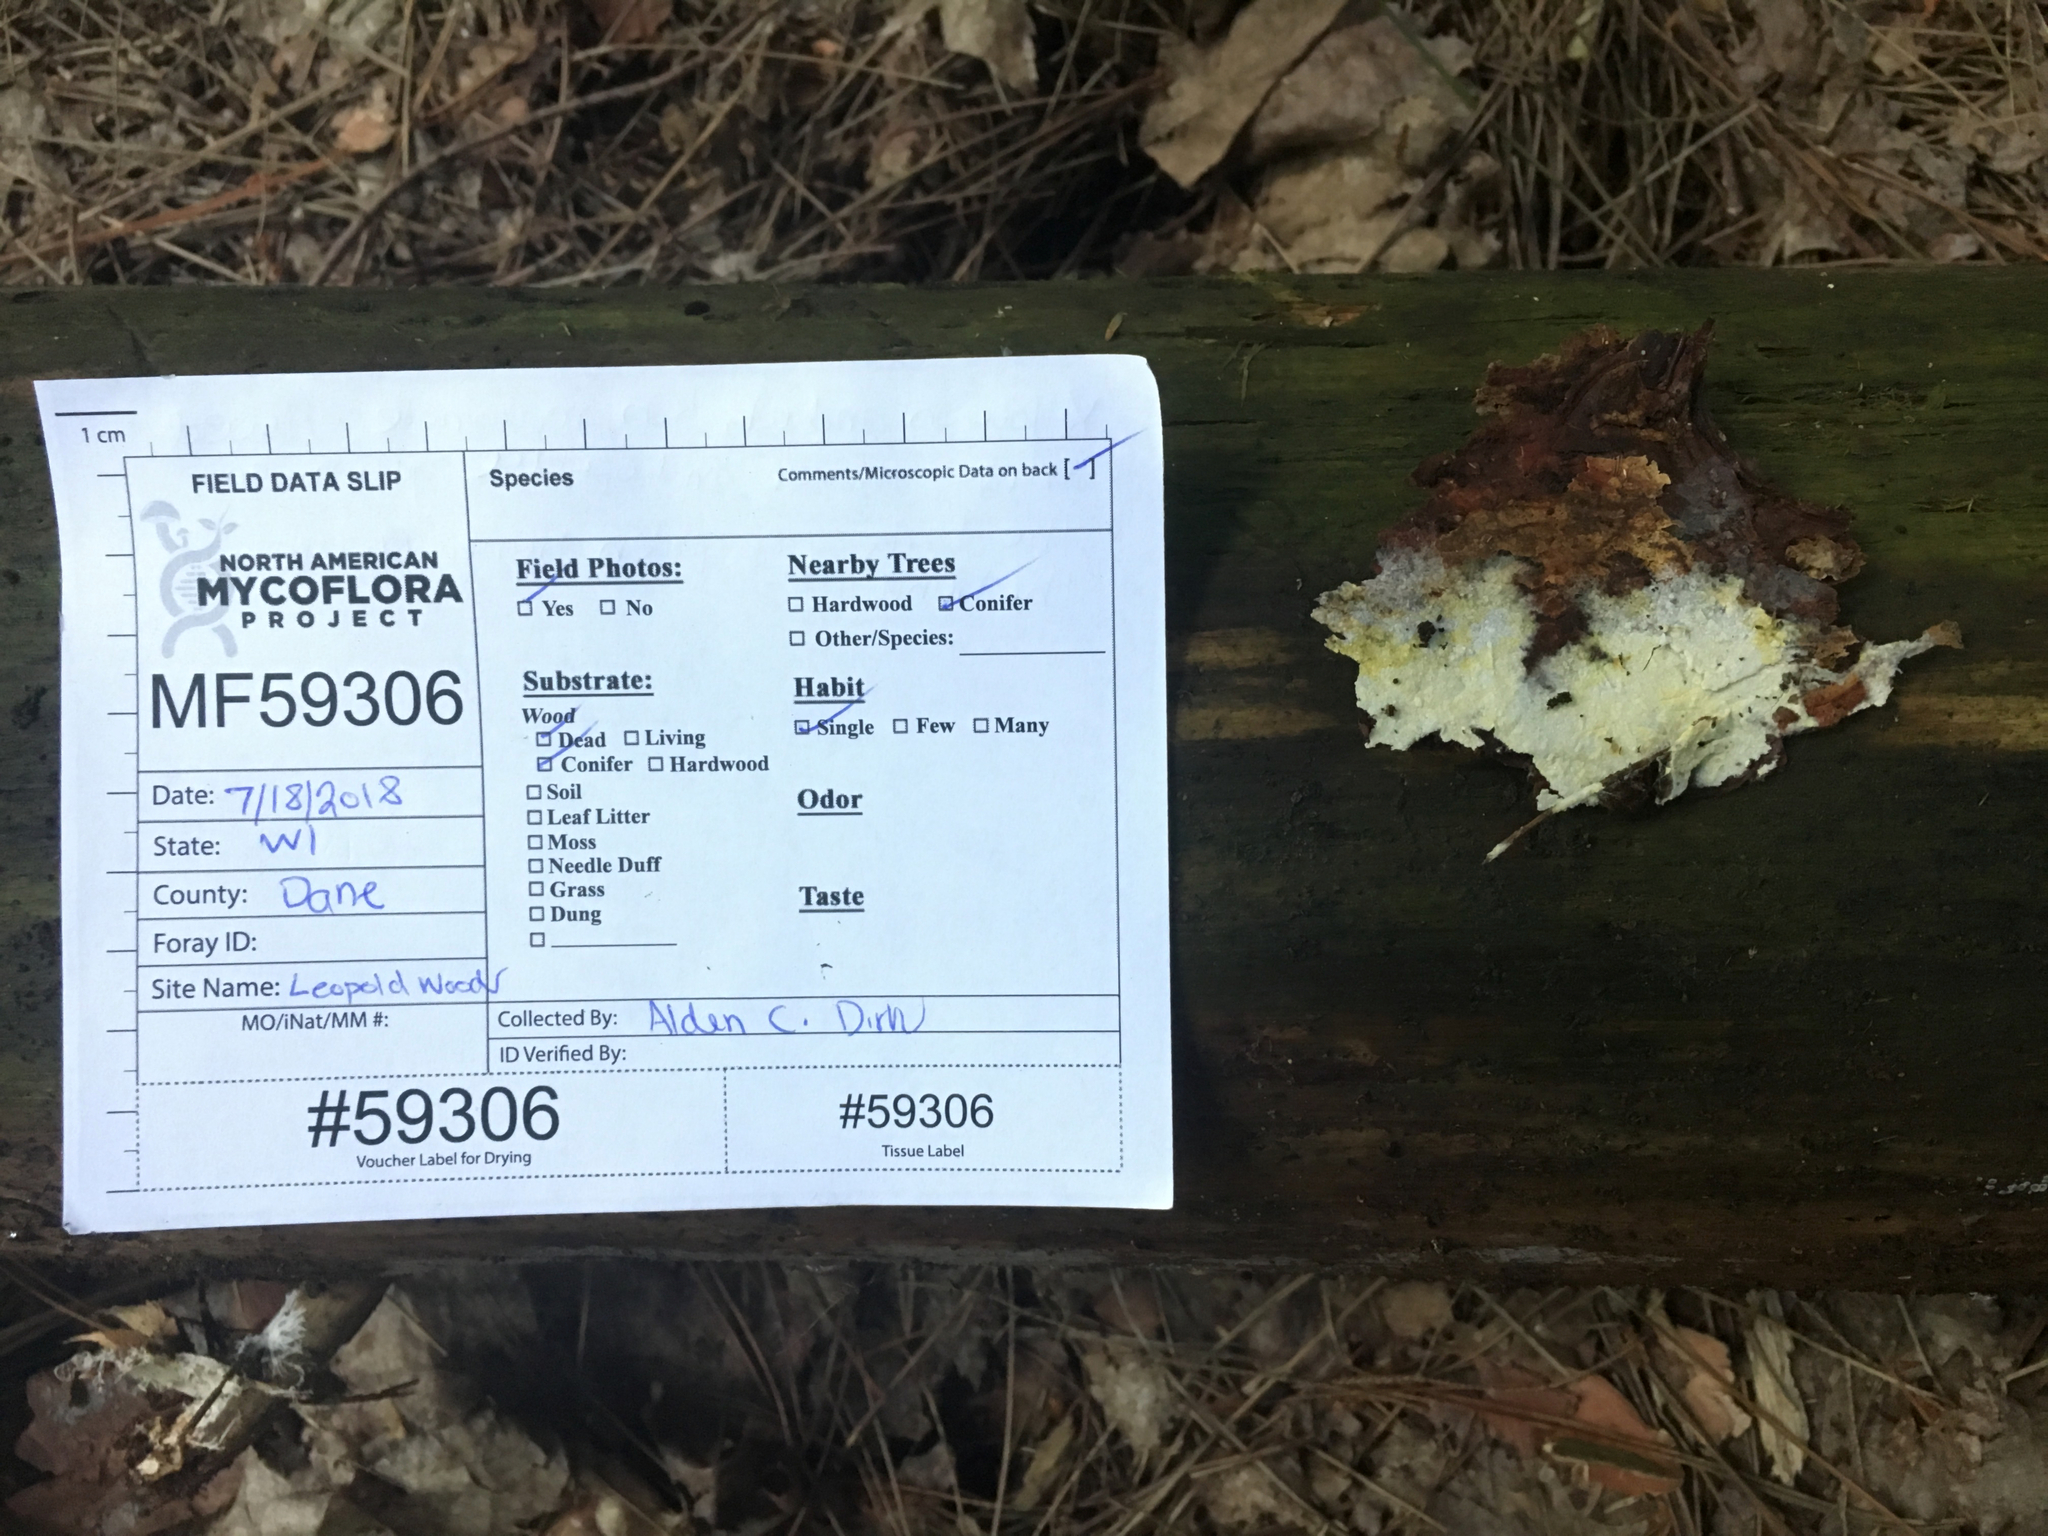 1 cm
FIELD DATA SLIP
NORTH AMERICAN
MYCOFLORA
PROJECT
MF59306
Date: 7/18/2018
State: WI
County: Dane
Foray ID:
Site Name: Leopold Woods
MO/iNat/MM #:
Species
Comments/Microscopic Data on back [ ]
Field Photos:
Yes No
Substrate:
Wood
Dead Living
Conifer Hardwood
Soil
Leaf Litter
Moss
Needle Duff
Grass
Dung
Nearby Trees
Hardwood Conifer
Other/Species:
Habit
Single Few Many
Odor
Taste
Collected By: Alden C.
ID Verified By:
#59306
Voucher Label for Drying
#59306
Tissue Label